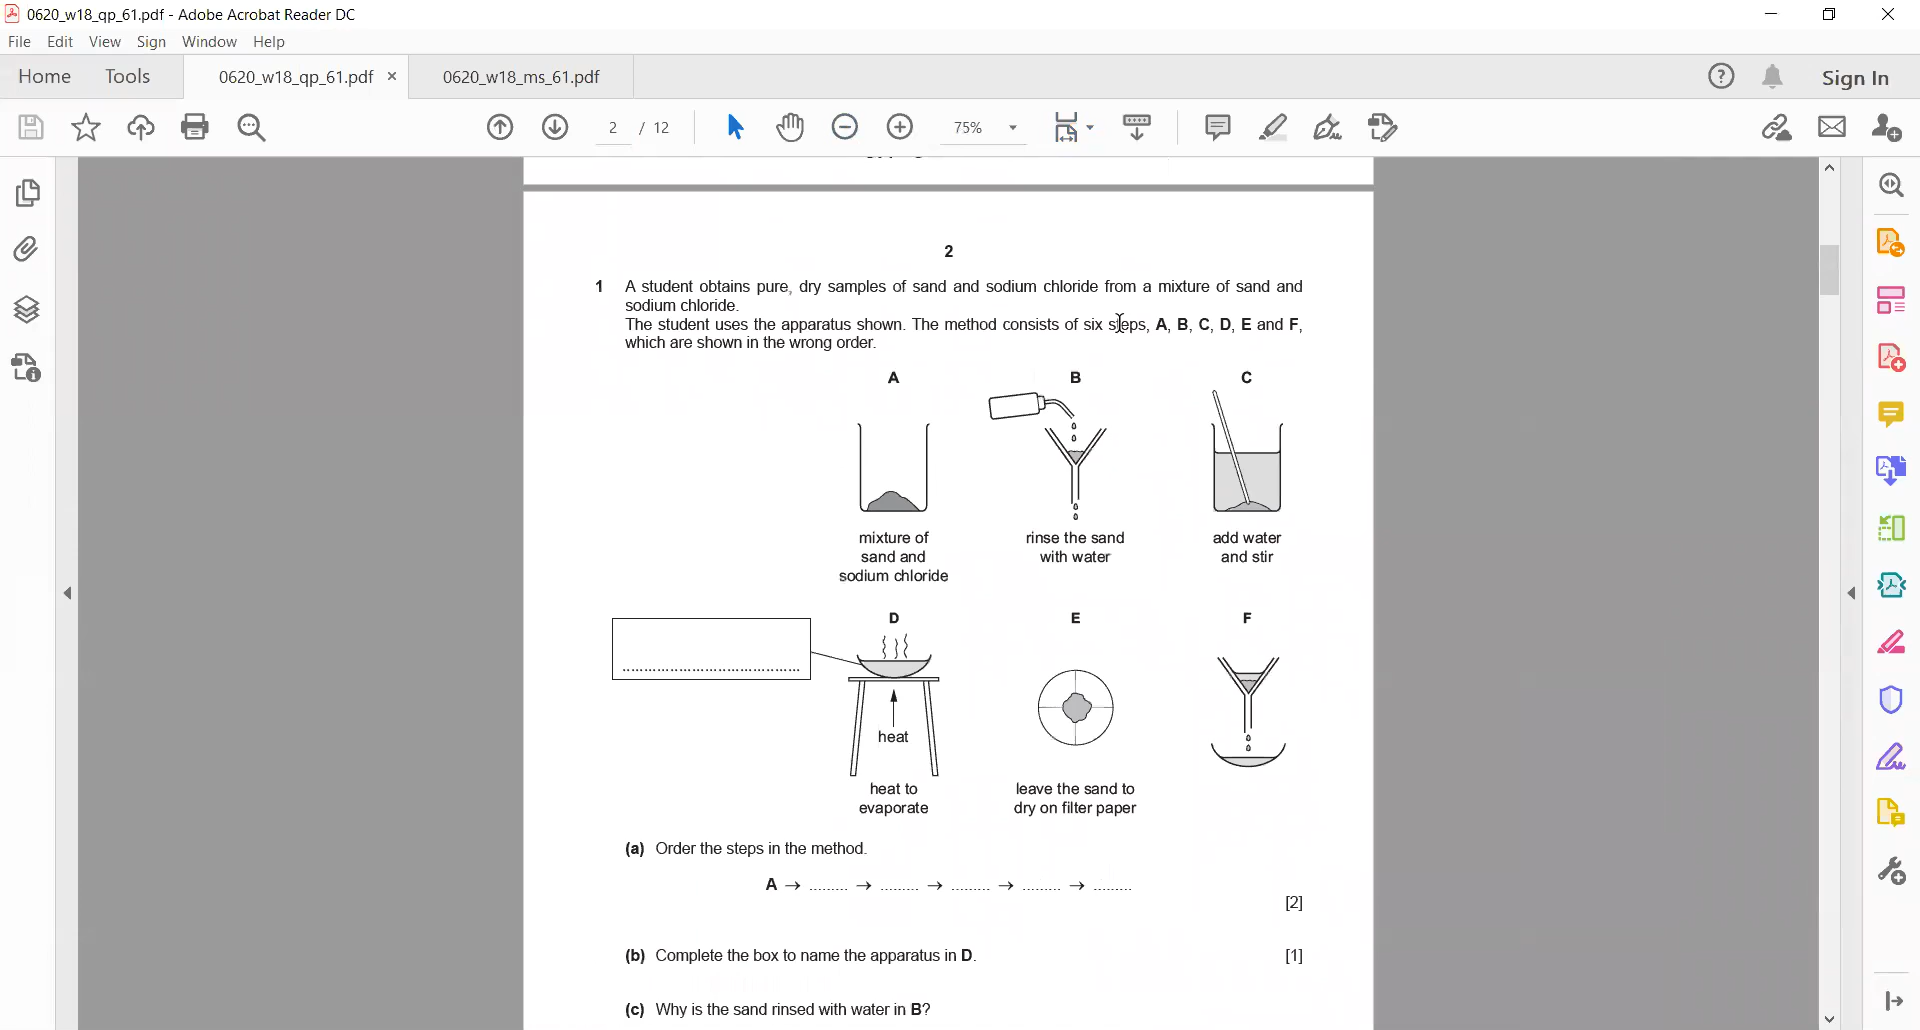 0620_w18_qp_61.pdf - Adobe Acrobat Reader DC
File Edit View Sign Window Help
Home Tools 0620_w18_qp_61.pdf × 0620_w18_ms_61.pdf Sign In
2 / 12 75%
2
1 A student obtains pure, dry samples of sand and sodium chloride from a mixture of sand and
sodium chloride.
The student uses the apparatus shown. The method consists of six steps, A, B, C, D, E and F,
which are shown in the wrong order.
A B C
mixture of
sand and
sodium chloride
rinse the sand
with water
add water
and stir
D E F
....................................
heat
heat to
evaporate
leave the sand to
dry on filter paper
(a) Order the steps in the method.
A → ......... → ......... → ......... → ......... → .........
[2]
(b) Complete the box to name the apparatus in D. [1]
(c) Why is the sand rinsed with water in B?